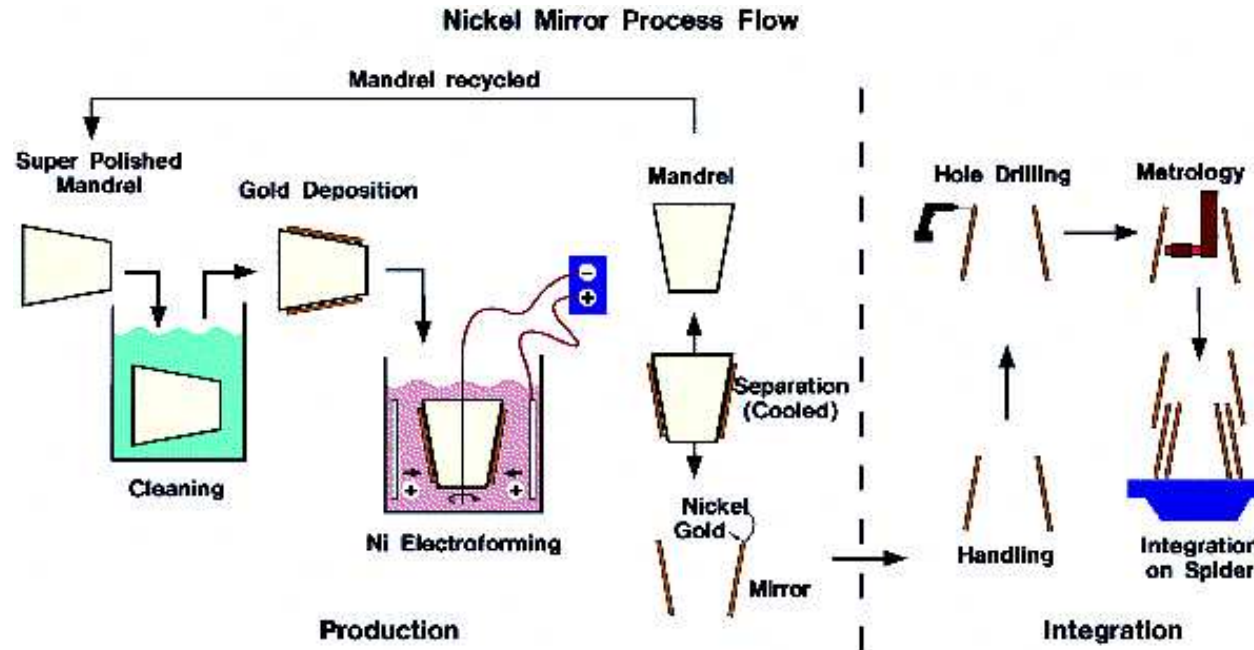 Nickel Mirror Process Flow
Mandrel recycled
Super Polished
Mandrel
Gold Deposition
Mandrel
Hole Drilling
Metrology
−
+
Separation
(Cooled)
Cleaning
+
+
Nickel
Gold
Ni Electroforming
Mirror
Handling
Integration
on Spider
Production
Integration